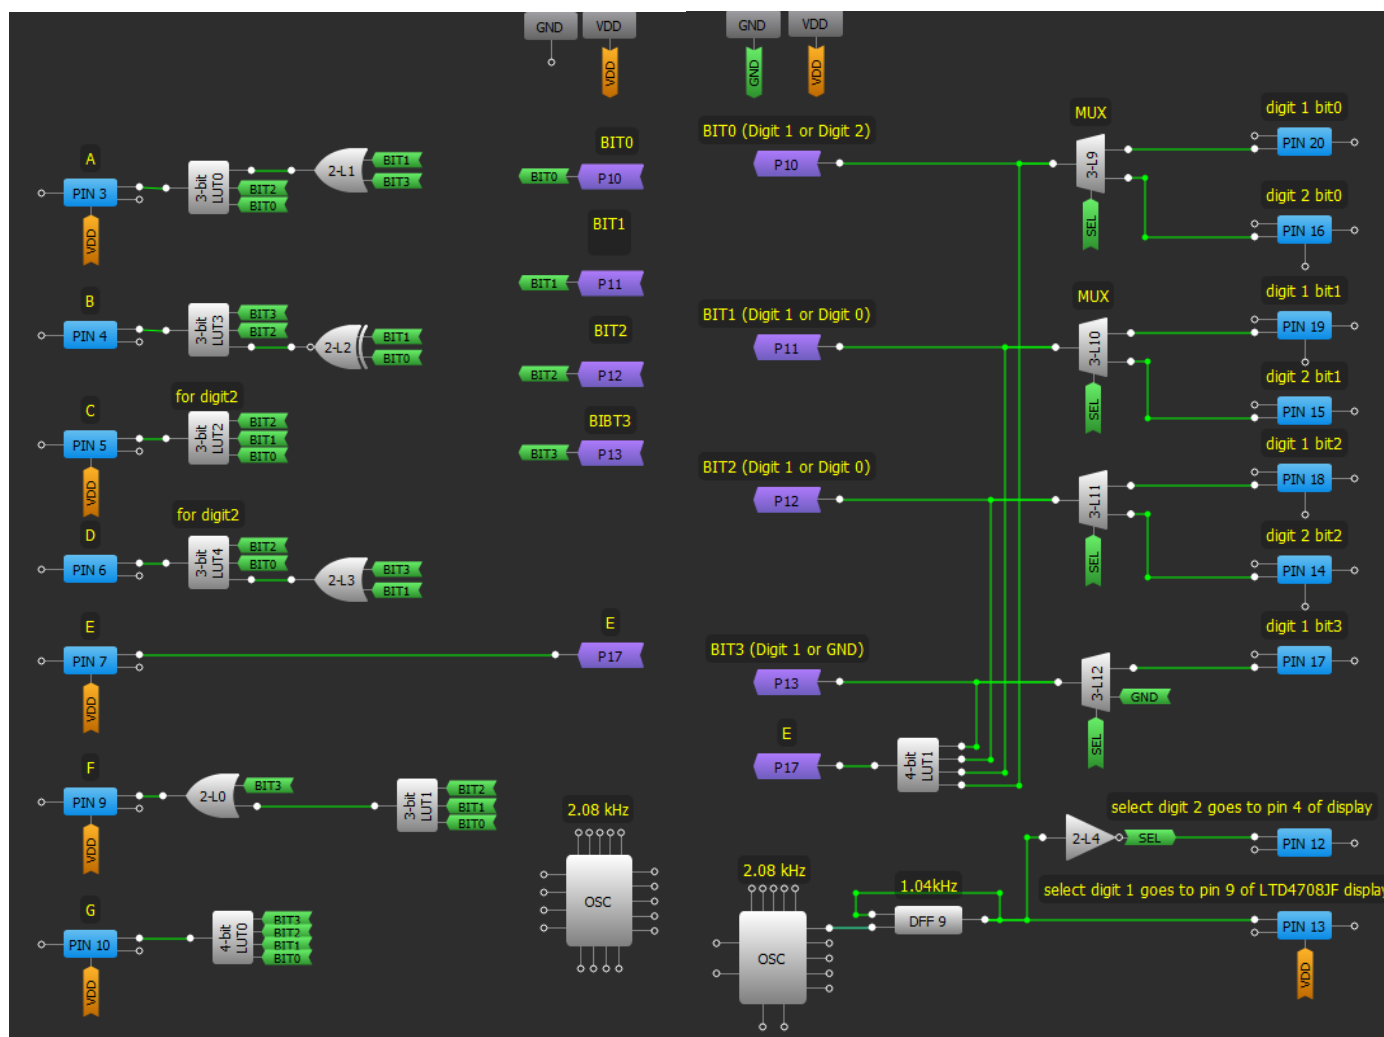 GND
VDD
VDD
GND
VDD
GND
VDD
A
PIN 3
VDD
3-bit
LUT0
BIT2
BIT0
2-L1
BIT1
BIT3
B
PIN 4
3-bit
LUT3
BIT3
BIT2
2-L2
BIT1
BIT0
C
PIN 5
VDD
for digit2
3-bit
LUT2
BIT2
BIT1
BIT0
D
PIN 6
for digit2
3-bit
LUT4
BIT2
BIT0
2-L3
BIT3
BIT1
E
PIN 7
VDD
E
P17
F
PIN 9
VDD
2-L0
BIT3
3-bit
LUT1
BIT2
BIT1
BIT0
G
PIN 10
VDD
4-bit
LUT0
BIT3
BIT2
BIT1
BIT0
BIT0
BIT0
P10
BIT1
BIT1
P11
BIT2
BIT2
P12
BIBT3
BIT3
P13
2.08 kHz
OSC
BIT0 (Digit 1 or Digit 2)
P10
MUX
3-L9
SEL
digit 1 bit0
PIN 20
digit 2 bit0
PIN 16
BIT1 (Digit 1 or Digit 0)
P11
MUX
3-L10
SEL
digit 1 bit1
PIN 19
digit 2 bit1
PIN 15
BIT2 (Digit 1 or Digit 0)
P12
3-L11
SEL
digit 1 bit2
PIN 18
digit 2 bit2
PIN 14
BIT3 (Digit 1 or GND)
P13
3-L12
GND
SEL
digit 1 bit3
PIN 17
E
P17
4-bit
LUT1
select digit 2 goes to pin 4 of display
2-L4
SEL
PIN 12
2.08 kHz
OSC
1.04kHz
DFF 9
select digit 1 goes to pin 9 of LTD4708JF display
PIN 13
VDD